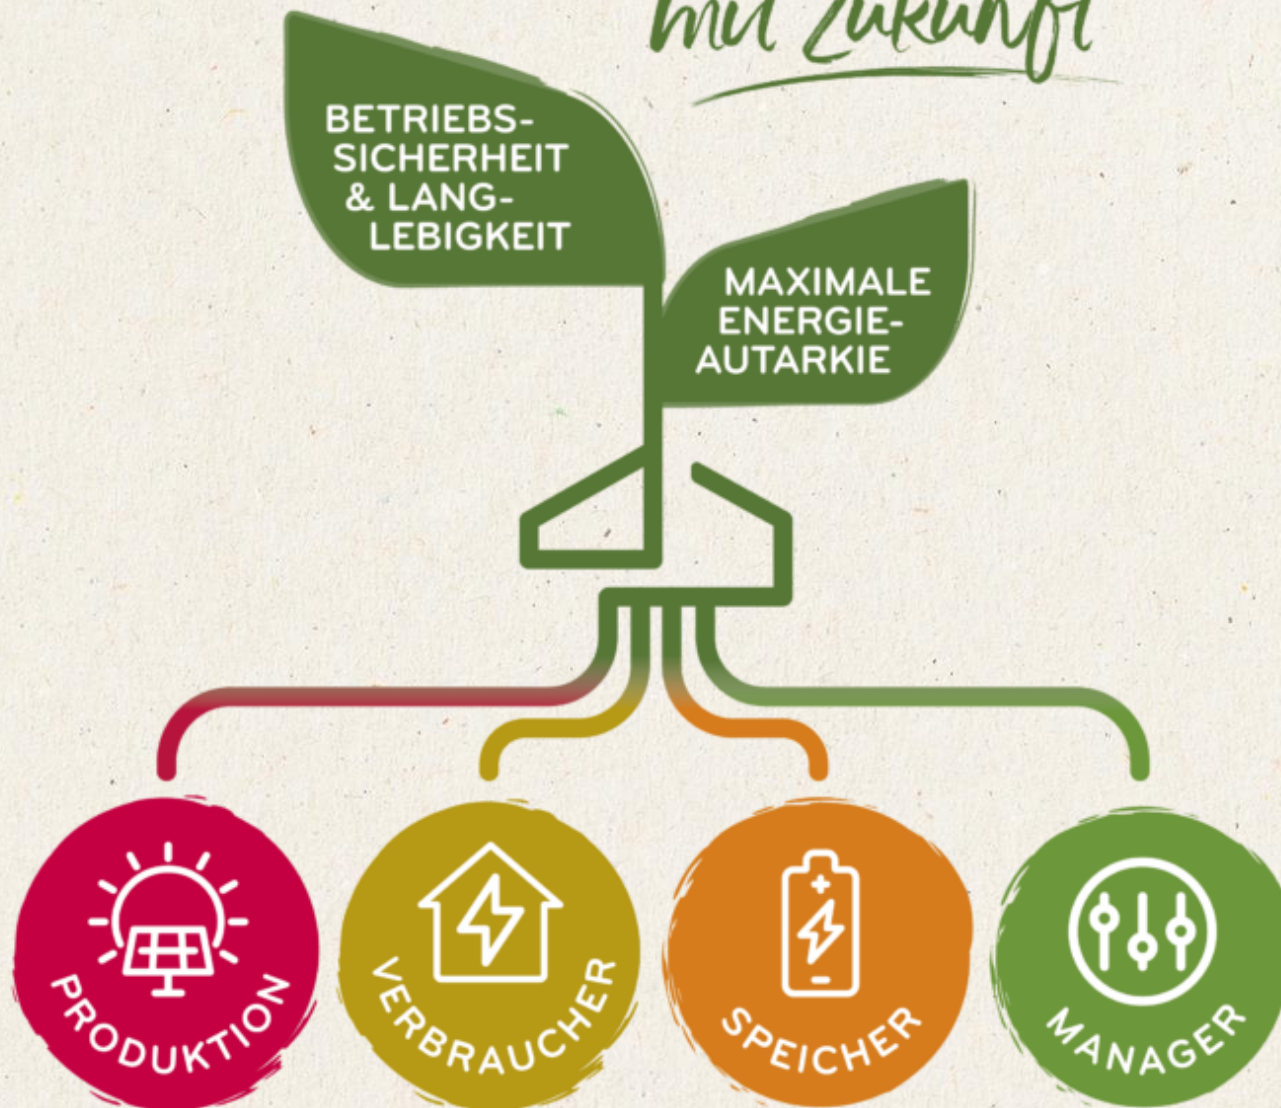 mit Zukunft
BETRIEBS-
SICHERHEIT
& LANG-
LEBIGKEIT
MAXIMALE
ENERGIE-
AUTARKIE
PRODUKTION
VERBRAUCHER
SPEICHER
MANAGER